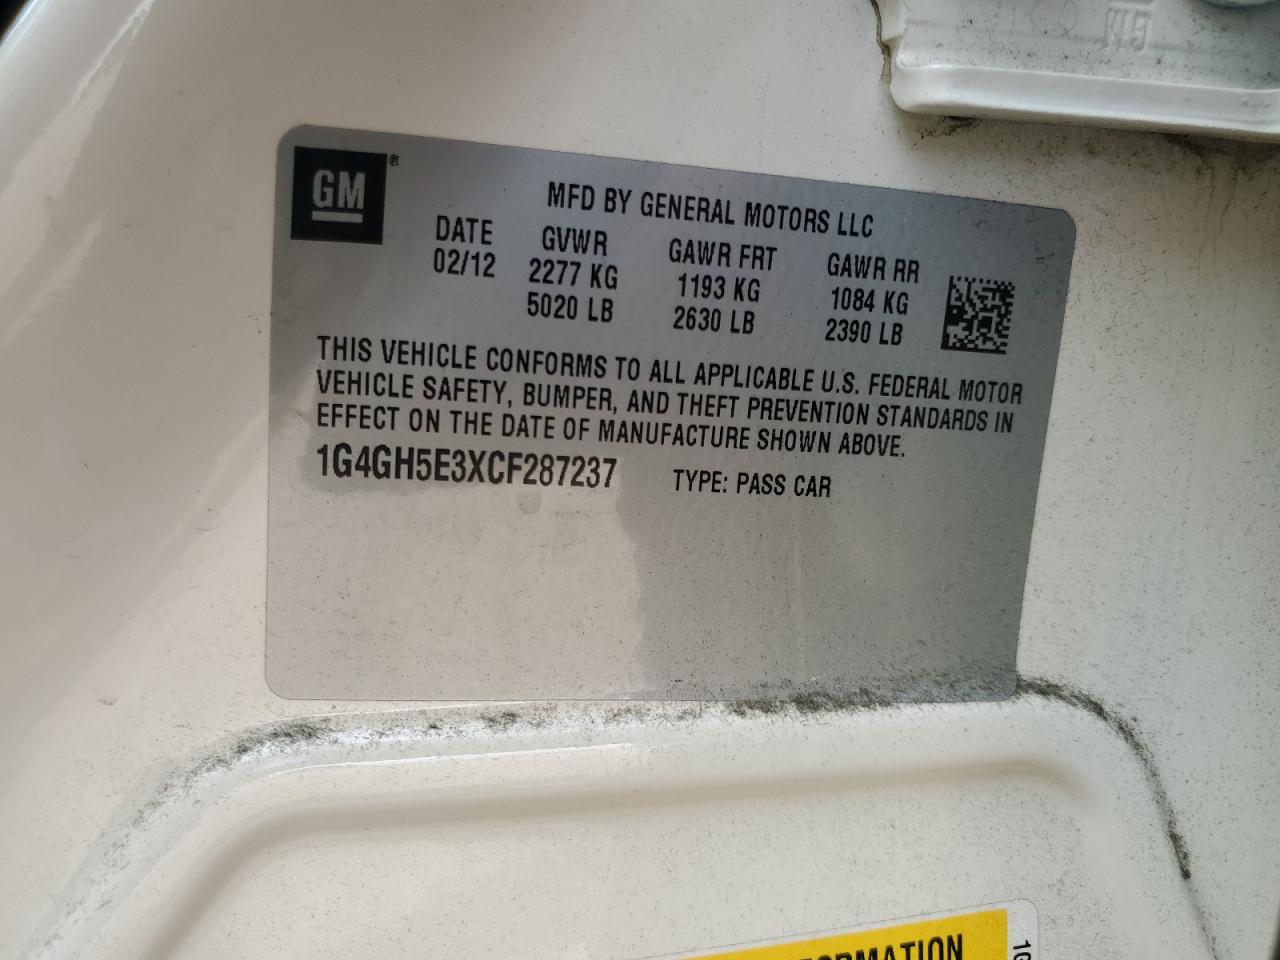 GM
GM ®
MFD BY GENERAL MOTORS LLC
DATE GVWR GAWR FRT GAWR RR
02/12 2277 KG 1193 KG 1084 KG
5020 LB 2630 LB 2390 LB
THIS VEHICLE CONFORMS TO ALL APPLICABLE U.S. FEDERAL MOTOR
VEHICLE SAFETY, BUMPER, AND THEFT PREVENTION STANDARDS IN
EFFECT ON THE DATE OF MANUFACTURE SHOWN ABOVE.
1G4GH5E3XCF287237 TYPE: PASS CAR